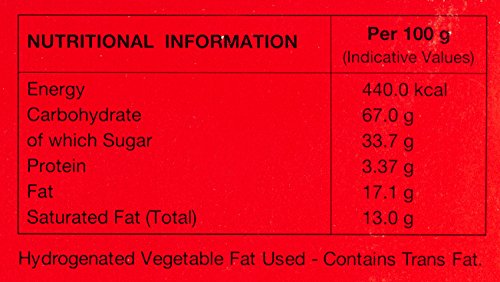 NUTRITIONAL INFORMATION Per 100 g
(Indicative Values)
Energy 440.0 kcal
Carbohydrate 67.0 g
of which Sugar 33.7 g
Protein 3.37 g
Fat 17.1 g
Saturated Fat (Total) 13.0 g
Hydrogenated Vegetable Fat Used - Contains Trans Fat.